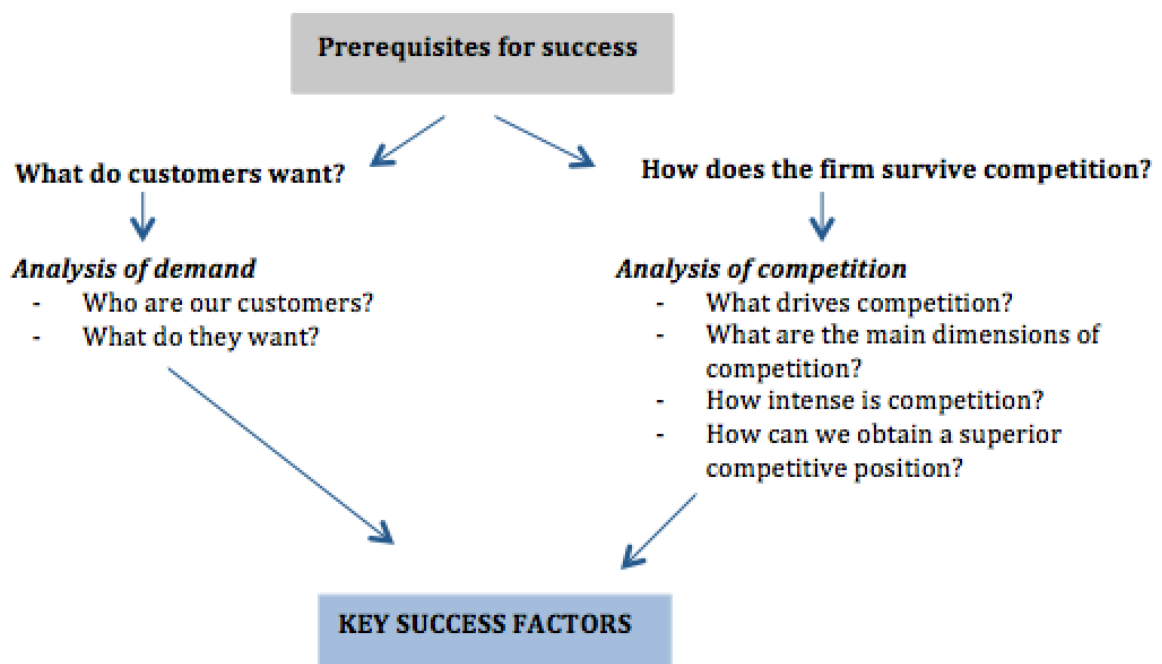 Prerequisites for success
What do customers want?
How does the firm survive competition?
Analysis of demand
- Who are our customers?
- What do they want?
Analysis of competition
- What drives competition?
- What are the main dimensions of
competition?
- How intense is competition?
- How can we obtain a superior
competitive position?
KEY SUCCESS FACTORS